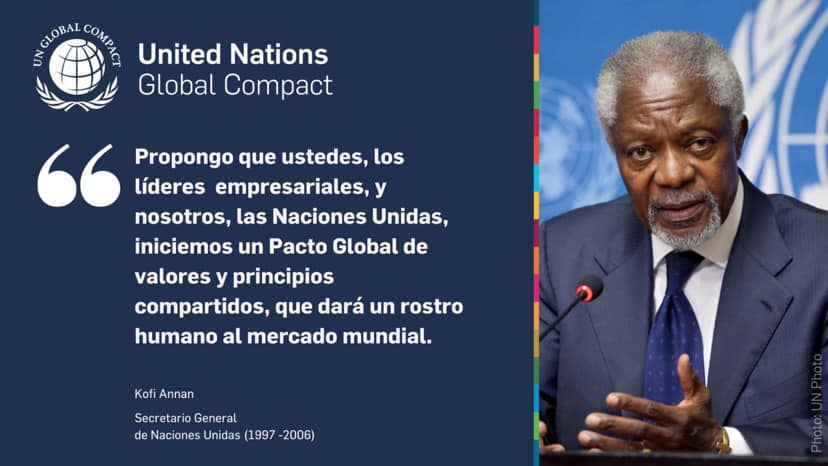 UN GLOBAL COMPACT
United Nations
Global Compact
“
Propongo que ustedes, los
líderes empresariales, y
nosotros, las Naciones Unidas,
iniciemos un Pacto Global de
valores y principios
compartidos, que dará un rostro
humano al mercado mundial.
Kofi Annan
Secretario General
de Naciones Unidas (1997 -2006)
Photo: UN Photo